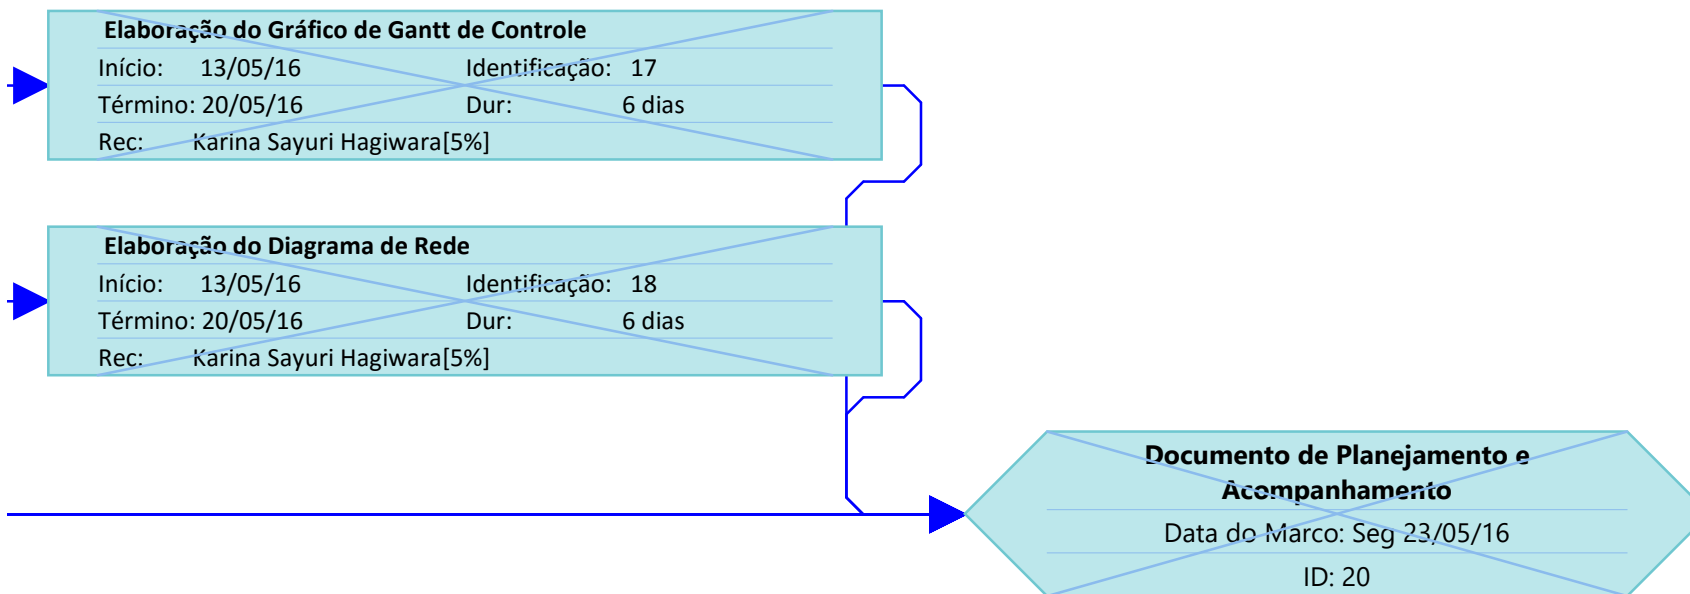 Elaboração do Gráfico de Gantt de Controle
Início: 13/05/16 Identificação: 17
Término: 20/05/16 Dur: 6 dias
Rec: Karina Sayuri Hagiwara[5%]
Elaboração do Diagrama de Rede
Início: 13/05/16 Identificação: 18
Término: 20/05/16 Dur: 6 dias
Rec: Karina Sayuri Hagiwara[5%]
Documento de Planejamento e
Acompanhamento
Data do Marco: Seg 23/05/16
ID: 20